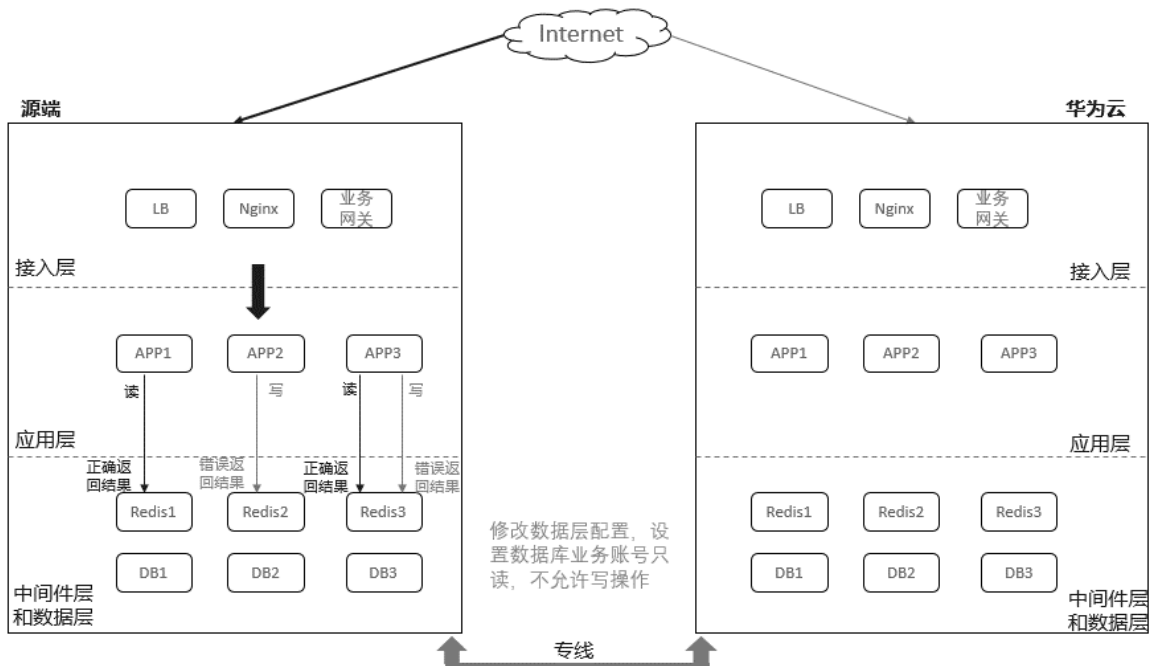 Internet
源端
华为云
LB
Nginx
业务
网关
接入层
LB
Nginx
业务
网关
接入层
APP1
APP2
APP3
读
写
读
写
应用层
APP1
APP2
APP3
应用层
正确返
回结果
错误返
回结果
正确返
回结果
错误返
回结果
Redis1
Redis2
Redis3
DB1
DB2
DB3
中间件层
和数据层
修改数据层配置，设
置数据库业务账号只
读，不允许写操作
Redis1
Redis2
Redis3
DB1
DB2
DB3
中间件层
和数据层
专线